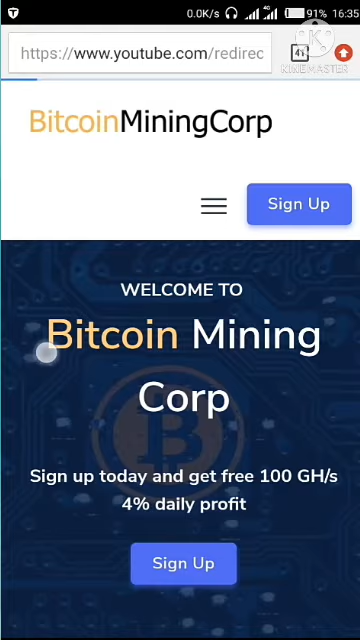 0.0K/s 4G 91% 16:35
https://www.youtube.com/redirec
KINEMASTER
BitcoinMiningCorp
Sign Up
WELCOME TO
Bitcoin Mining
Corp
Sign up today and get free 100 GH/s
4% daily profit
Sign Up